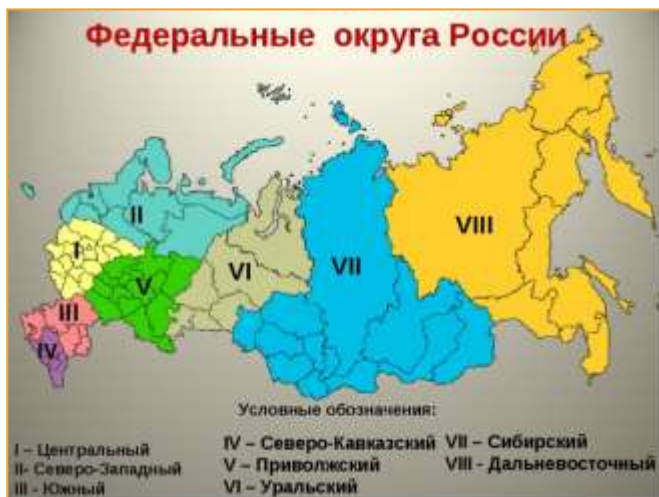 Федеральные округа России
II
I
VIII
VI
VII
V
III
IV
Условные обозначения:
I – Центральный
II- Северо-Западный
III - Южный
IV – Северо-Кавказский
V – Приволжский
VI – Уральский
VII – Сибирский
VIII - Дальневосточный